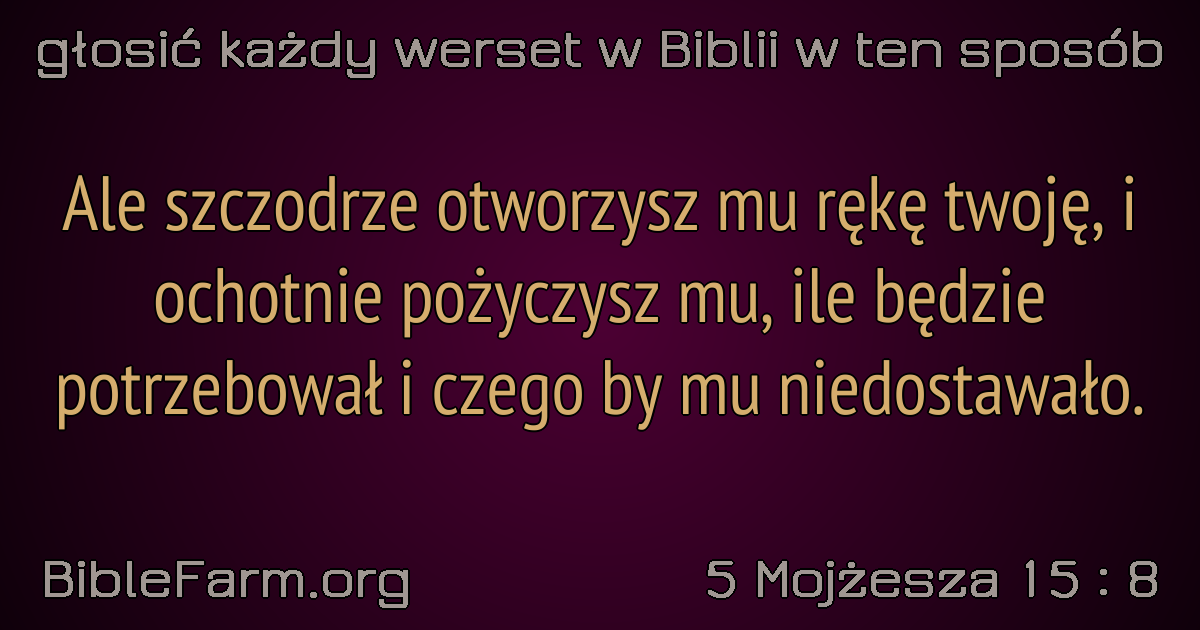 głosić każdy werset w Biblii w ten sposób
Ale szczodrze otworzysz mu rękę twoję, i
ochotnie pożyczysz mu, ile będzie
potrzebował i czego by mu niedostawało.
BibleFarm.org
5 Mojżesza 15 : 8